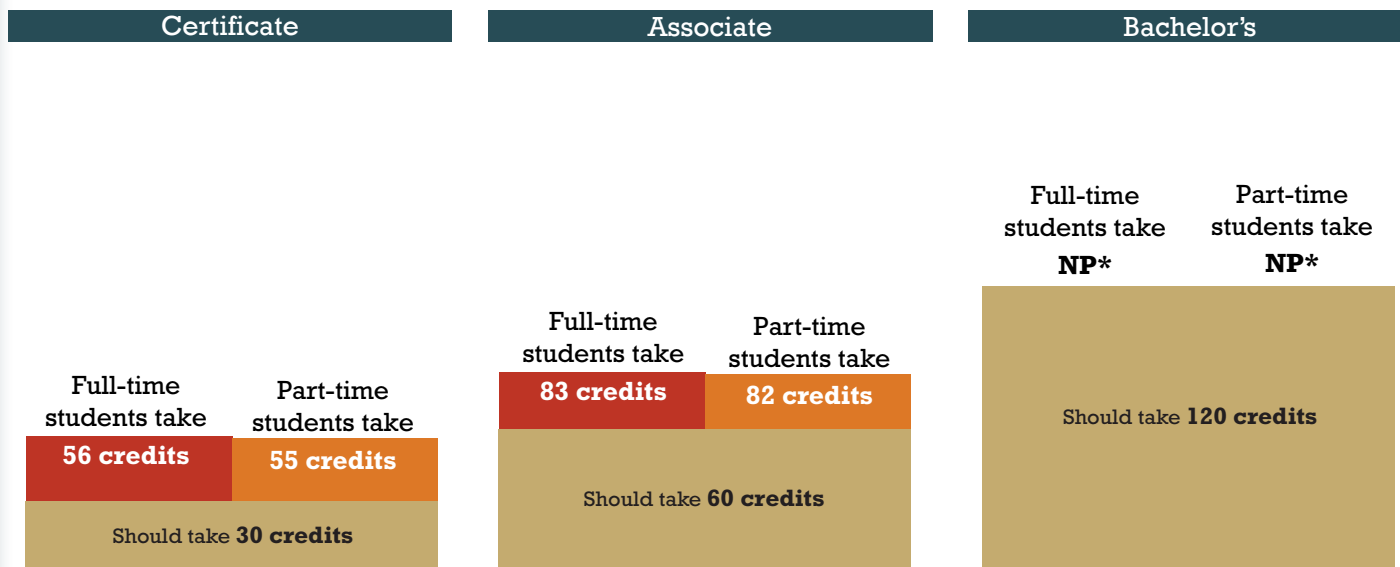 Certificate
Full-time
students take
56 credits
Part-time
students take
55 credits
Should take 30 credits
Associate
Full-time
students take
83 credits
Part-time
students take
82 credits
Should take 60 credits
Bachelor's
Full-time
students take
NP*
Part-time
students take
NP*
Should take 120 credits